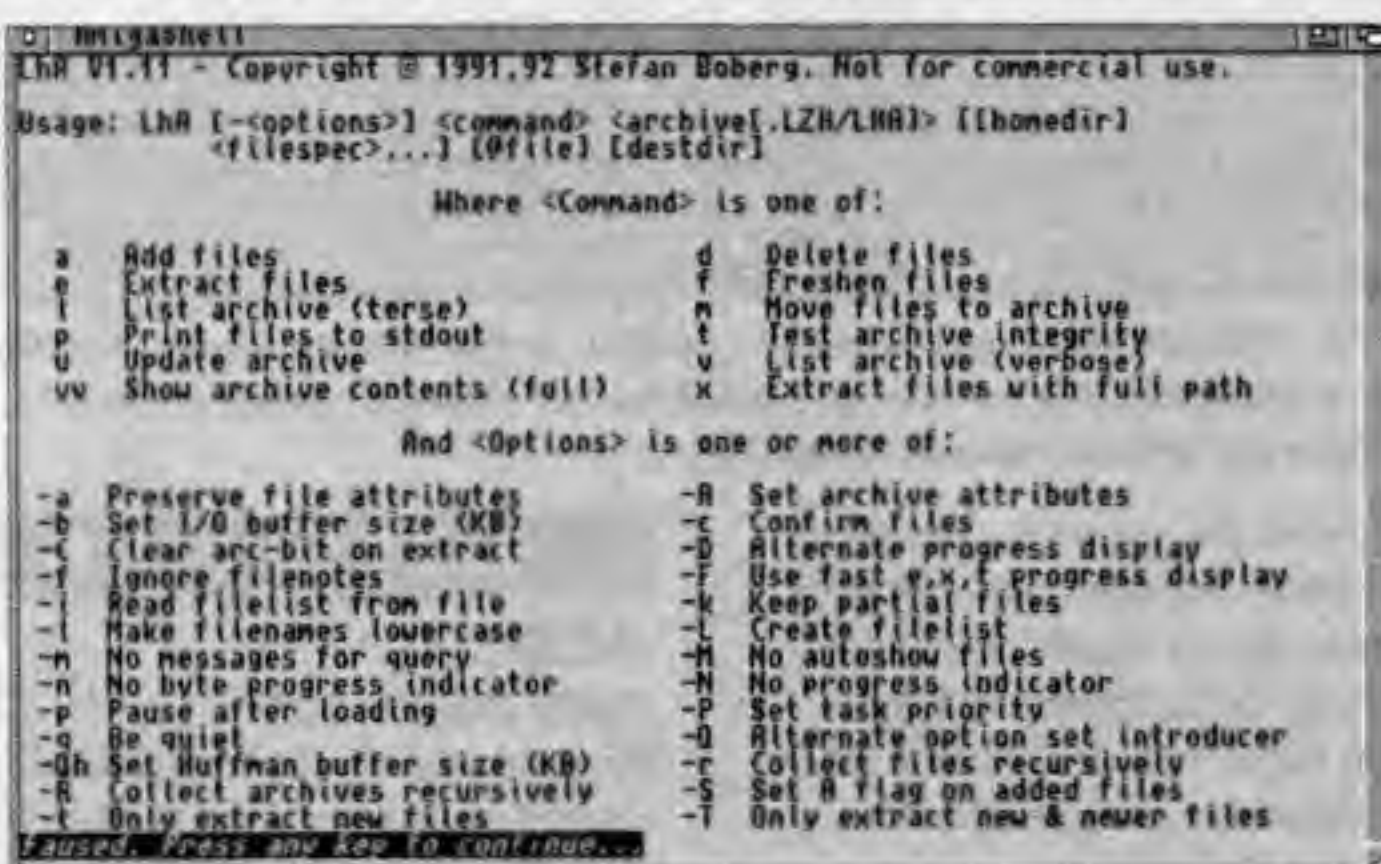 AmigaShell
LhA V1.11 - Copyright © 1991,92 Stefan Boberg. Not for commercial use.
Usage: LhA [-<options>] <command> <archive[.LZH/LHA]> [[homedir]
<filespec>...] [@file] [destdir]
Where <Command> is one of:
a Add files d Delete files
e Extract files f Freshen files
l List archive (terse) m Move files to archive
p Print files to stdout t Test archive integrity
u Update archive v List archive (verbose)
vv Show archive contents (full) x Extract files with full path
And <Options> is one or more of:
-a Preserve file attributes -A Set archive attributes
-b Set I/O buffer size (KB) -c Confirm files
-C Clear arc-bit on extract -D Alternate progress display
-f Ignore filenotes -F Use fast e,x,t progress display
-i Read filelist from file -k Keep partial files
-l Make filenames lowercase -L Create filelist
-m No messages for query -M No autoshow files
-n No byte progress indicator -N No progress indicator
-p Pause after loading -P Set task priority
-q Be quiet -Q Alternate option set introducer
-Qh Set Huffman buffer size (KB) -r Collect files recursively
-R Collect archives recursively -S Set A flag on added files
-t Only extract new files -T Only extract new & newer files
Paused. Press any key to continue...